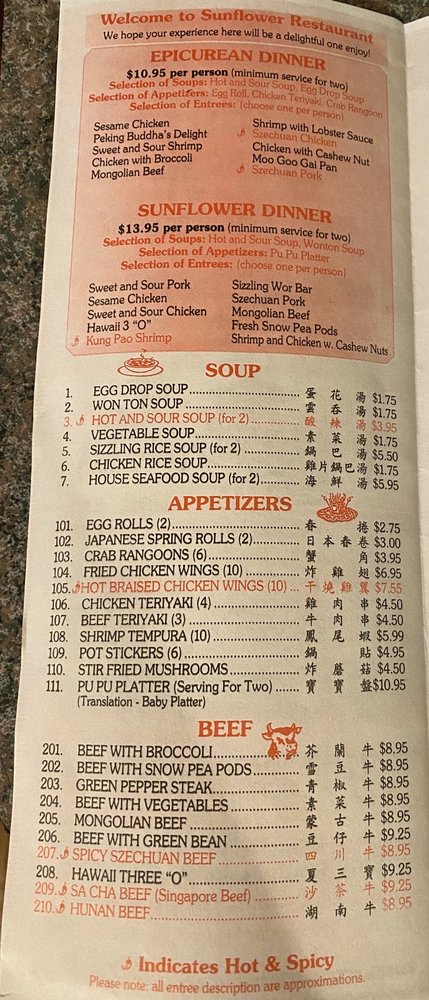 Welcome to Sunflower Restaurant
We hope your experience here will be a delightful one enjoy!
EPICUREAN DINNER
$10.95 per person (minimum service for two)
Selection of Soups: Hot and Sour Soup, Egg Drop Soup
Selection of Appetizers: Egg Roll, Chicken Teriyaki, Crab Rangoon
Selection of Entrees: (choose one per person)
Sesame Chicken
Peking Buddha's Delight
Sweet and Sour Shrimp
Chicken with Broccoli
Mongolian Beef
Shrimp with Lobster Sauce
Szechuan Chicken
Chicken with Cashew Nut
Moo Goo Gai Pan
Szechuan Pork
SUNFLOWER DINNER
$13.95 per person (minimum service for two)
Selection of Soups: Hot and Sour Soup, Wonton Soup
Selection of Appetizers: Pu Pu Platter
Selection of Entrees: (choose one per person)
Sweet and Sour Pork
Sesame Chicken
Sweet and Sour Chicken
Hawaii 3 "O"
Kung Pao Shrimp
Sizzling Wor Bar
Szechuan Pork
Mongolian Beef
Fresh Snow Pea Pods
Shrimp and Chicken w. Cashew Nuts
SOUP
1. EGG DROP SOUP 蛋花湯 $1.75
2. WON TON SOUP 雲吞湯 $1.75
3. HOT AND SOUR SOUP (for 2) 酸辣湯 $3.95
4. VEGETABLE SOUP 素菜湯 $1.75
5. SIZZLING RICE SOUP (for 2) 鍋巴湯 $5.50
6. CHICKEN RICE SOUP 雞片鍋巴湯 $1.75
7. HOUSE SEAFOOD SOUP (for 2) 海鮮湯 $5.95
APPETIZERS
101. EGG ROLLS (2) 春捲 $2.75
102. JAPANESE SPRING ROLLS (2) 日本春卷 $3.00
103. CRAB RANGOONS (6) 蟹角 $3.95
104. FRIED CHICKEN WINGS (10) 炸雞翅 $6.95
105. HOT BRAISED CHICKEN WINGS (10) 干燒雞翼 $7.55
106. CHICKEN TERIYAKI (4) 雞肉串 $4.50
107. BEEF TERIYAKI (3) 牛肉串 $4.50
108. SHRIMP TEMPURA (10) 鳳尾蝦 $5.99
109. POT STICKERS (6) 鍋貼 $4.95
110. STIR FRIED MUSHROOMS 炸蘑菇 $4.50
111. PU PU PLATTER (Serving For Two) 寶寶盤 $10.95
(Translation - Baby Platter)
BEEF
201. BEEF WITH BROCCOLI 芥蘭牛 $8.95
202. BEEF WITH SNOW PEA PODS 雪豆牛 $8.95
203. GREEN PEPPER STEAK 青椒牛 $8.95
204. BEEF WITH VEGETABLES 素菜牛 $8.95
205. MONGOLIAN BEEF 蒙古牛 $8.95
206. BEEF WITH GREEN BEAN 豆仔牛 $9.25
207. SPICY SZECHUAN BEEF 四川牛 $8.95
208. HAWAII THREE "O" 夏三寶 $9.25
209. SA CHA BEEF (Singapore Beef) 沙茶牛 $9.25
210. HUNAN BEEF 湖南牛 $8.95
Indicates Hot & Spicy
Please note: all entree description are approximations.